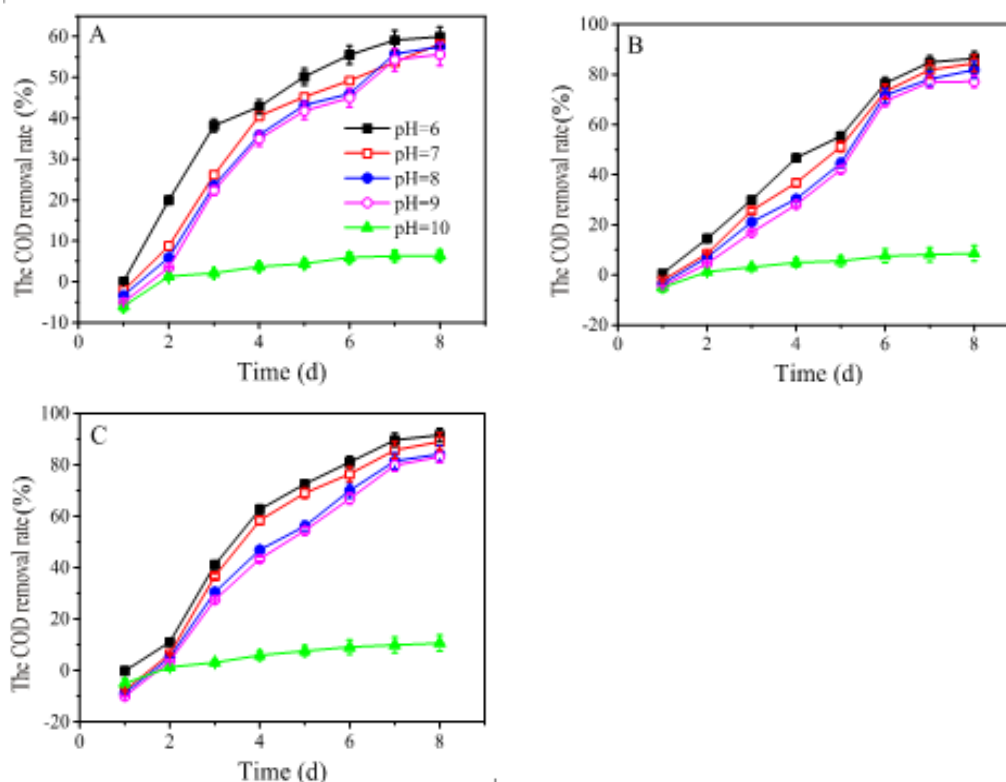 A
The COD removal rate (%)
60
50
40
30
20
10
0
-10
pH=6
pH=7
pH=8
pH=9
pH=10
0 2 4 6 8
Time (d)
B
The COD removal rate(%)
100
80
60
40
20
0
-20
0 2 4 6 8
Time (d)
C
The COD removal rate(%)
100
80
60
40
20
0
-20
0 2 4 6 8
Time (d)